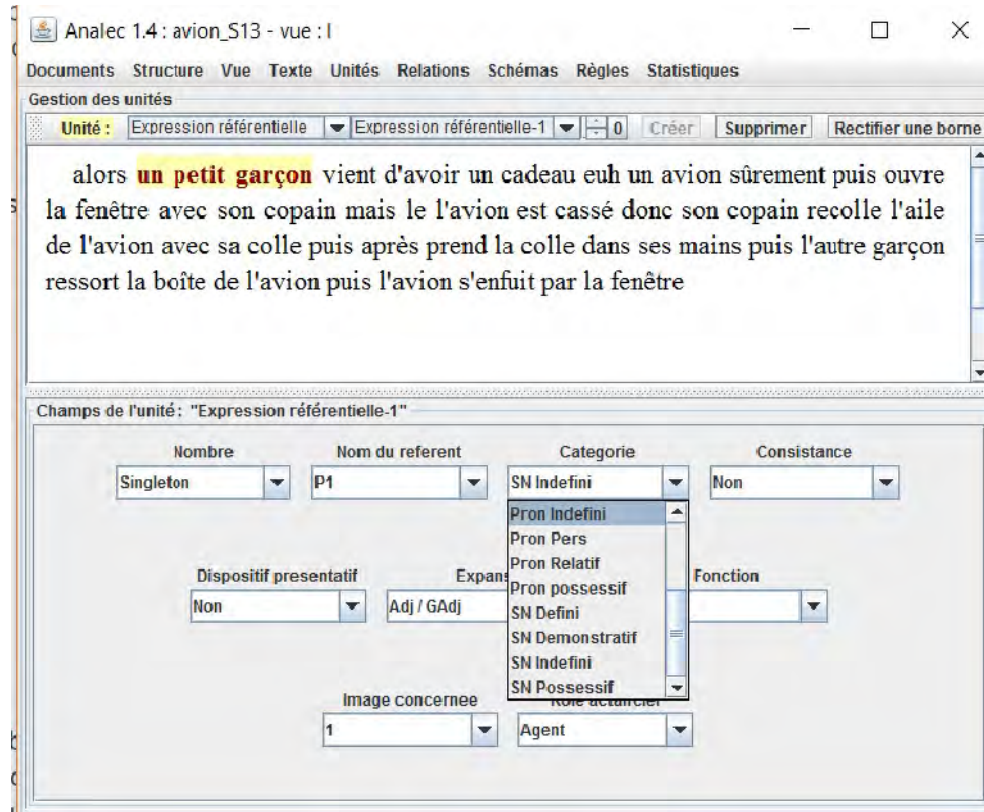 Analec 1.4 : avion_S13 - vue : I
Documents Structure Vue Texte Unités Relations Schémas Règles Statistiques
Gestion des unités
Unité : Expression référentielle Expression référentielle-1 0 Créer Supprimer Rectifier une borne
alors un petit garçon vient d'avoir un cadeau euh un avion sûrement puis ouvre
la fenêtre avec son copain mais le l'avion est cassé donc son copain recolle l'aile
de l'avion avec sa colle puis après prend la colle dans ses mains puis l'autre garçon
ressort la boîte de l'avion puis l'avion s'enfuit par la fenêtre
Champs de l'unité : "Expression référentielle-1"
Nombre Nom du referent Categorie Consistance
Singleton P1 SN Indefini Non
Pron Indefini
Pron Pers
Pron Relatif
Pron possessif
SN Defini
SN Demonstratif
SN Indefini
SN Possessif
Dispositif presentatif Expans Fonction
Non Adj / GAdj
Image concernee Role actanciel
1 Agent